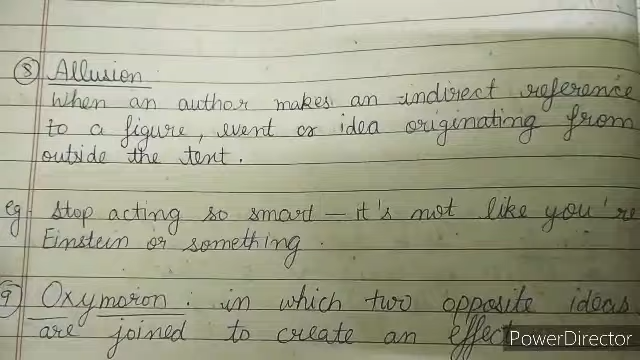 ⑧ Allusion
When an author makes an indirect reference
to a figure, event or idea originating from
outside the text.
eg stop acting so smart – it's not like you're
Einstein or something.
⑨ Oxymoron : in which two opposite ideas
are joined to create an effect
PowerDirector